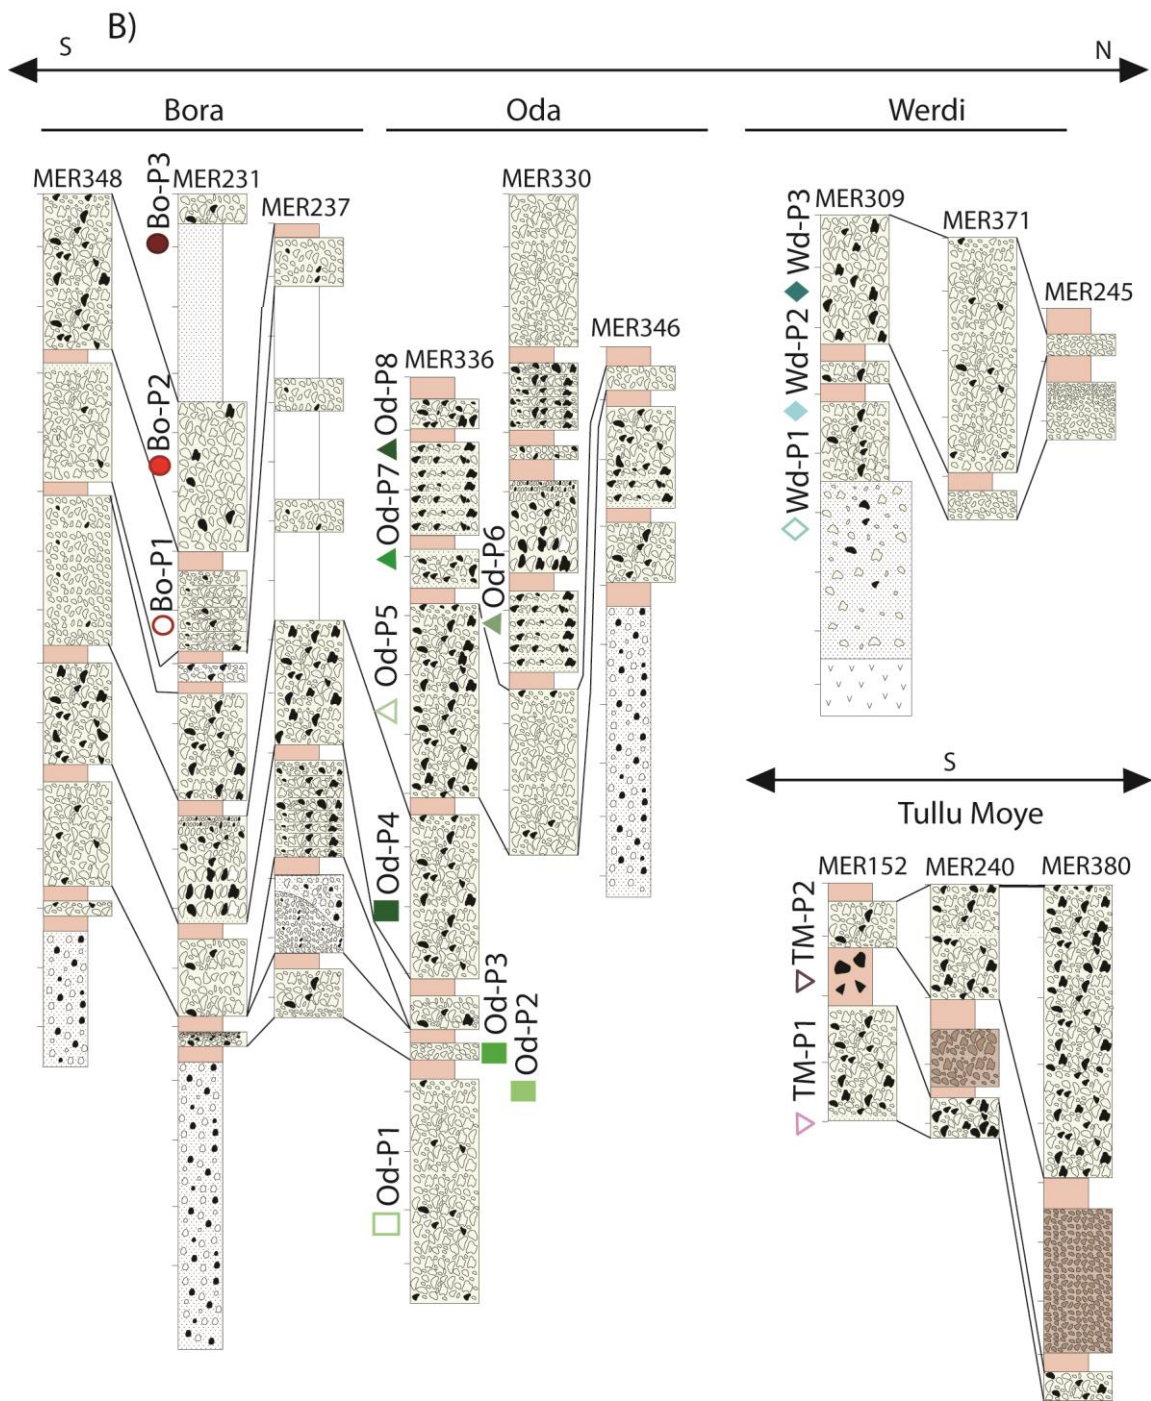 B)
S
N
Bora
Oda
Werdi
MER348
Bo-P3
MER231
MER237
Bo-P2
Bo-P1
MER330
MER336
MER346
Od-P8
Od-P7
Od-P6
Od-P5
Od-P4
Od-P3
Od-P2
Od-P1
MER309
MER371
MER245
Wd-P3
Wd-P2
Wd-P1
S
Tullu Moye
MER152
MER240
MER380
TM-P2
TM-P1